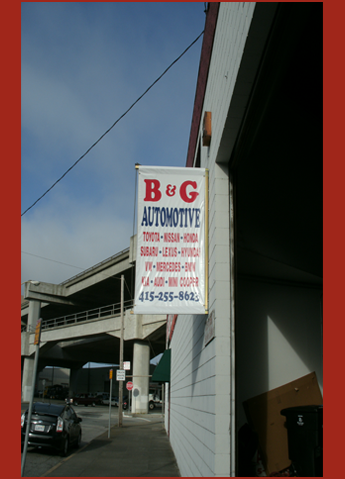 B & G
AUTOMOTIVE
TOYOTA • NISSAN • HONDA
SUBARU • LEXUS • HYUNDAI
VW • MERCEDES • BMW
KIA • AUDI • MINI COOPER
415-255-8623